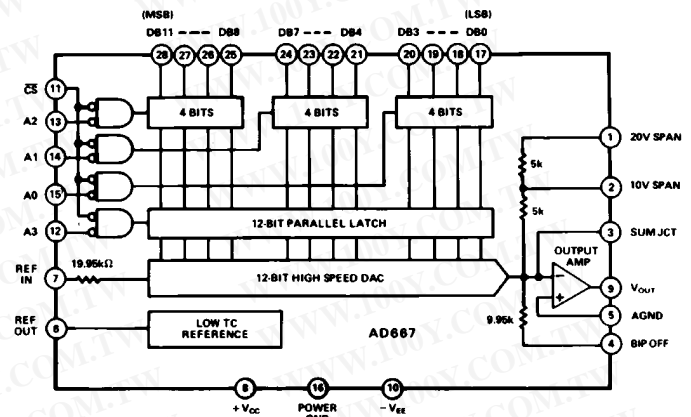 (MSB) (LSB)
DB11 DB8 DB7 DB4 DB3 DB0
28 27 26 25 24 23 22 21 20 19 18 17
CS 11
A2 13
A1 14
A0 15
A3 12
4 BITS 4 BITS 4 BITS
12-BIT PARALLEL LATCH
REF IN 7 19.95kΩ
12-BIT HIGH SPEED DAC
REF OUT 6
LOW TC REFERENCE
AD667
5k
5k
9.95k
OUTPUT AMP
− +
1 20V SPAN
2 10V SPAN
3 SUM JCT
9 VOUT
5 AGND
4 BIP OFF
8 16 10
+VCC POWER −VEE
WWW.100Y.COM.TW